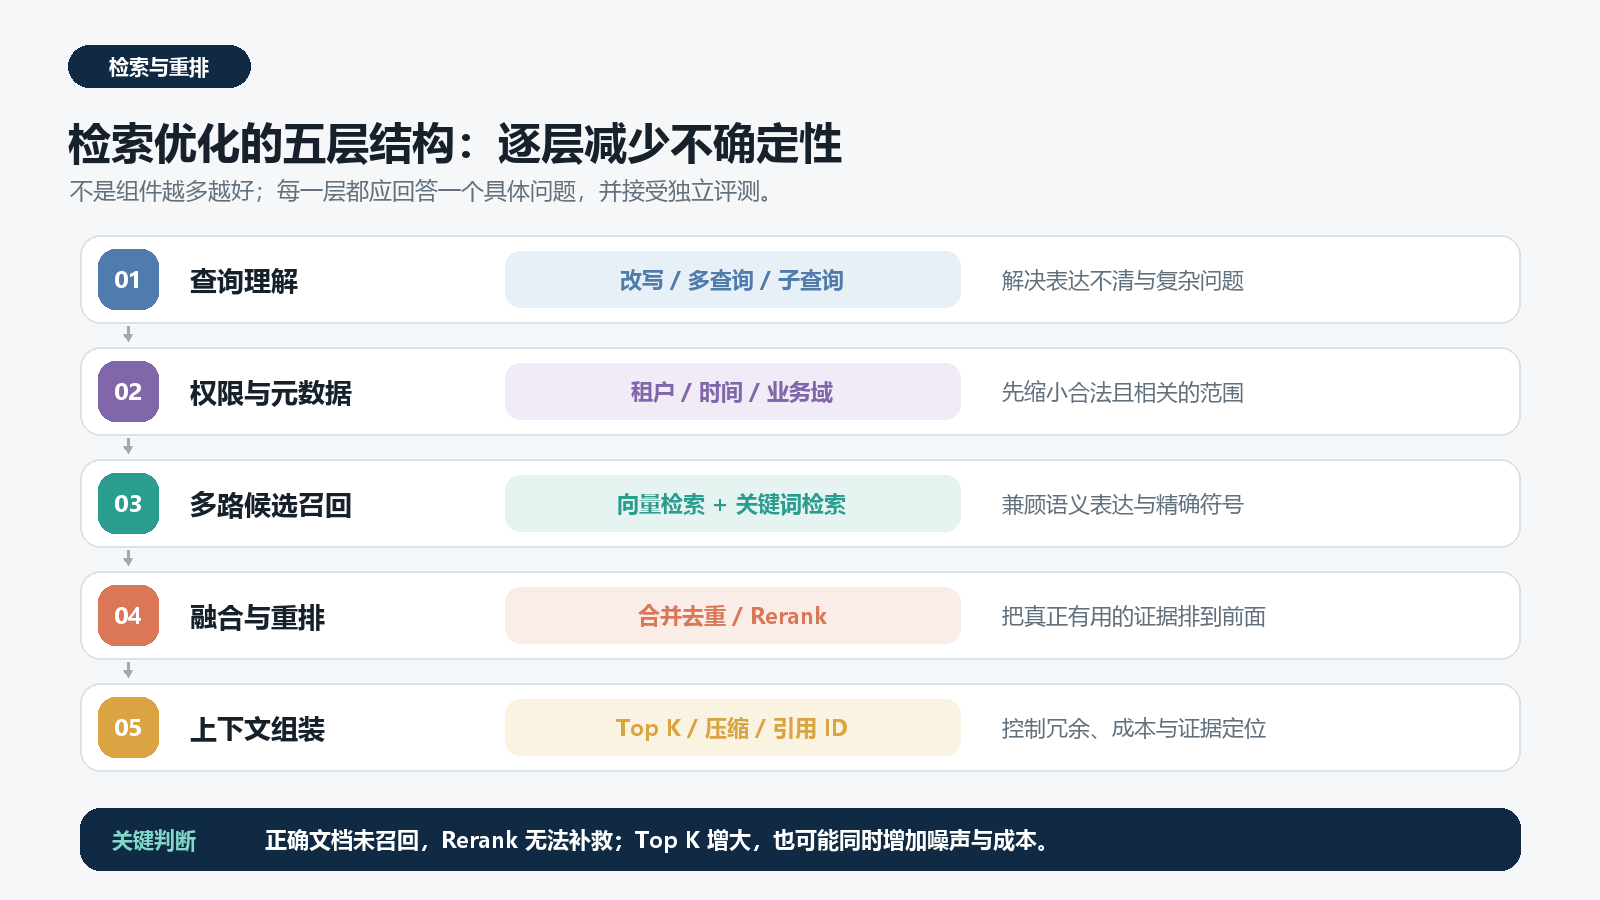 检索与重排
检索优化的五层结构：逐层减少不确定性
不是组件越多越好；每一层都应回答一个具体问题，并接受独立评测。
01 查询理解 改写 / 多查询 / 子查询 解决表达不清与复杂问题
02 权限与元数据 租户 / 时间 / 业务域 先缩小合法且相关的范围
03 多路候选召回 向量检索 + 关键词检索 兼顾语义表达与精确符号
04 融合与重排 合并去重 / Rerank 把真正有用的证据排到前面
05 上下文组装 Top K / 压缩 / 引用 ID 控制冗余、成本与证据定位
关键判断 正确文档未召回，Rerank 无法补救；Top K 增大，也可能同时增加噪声与成本。